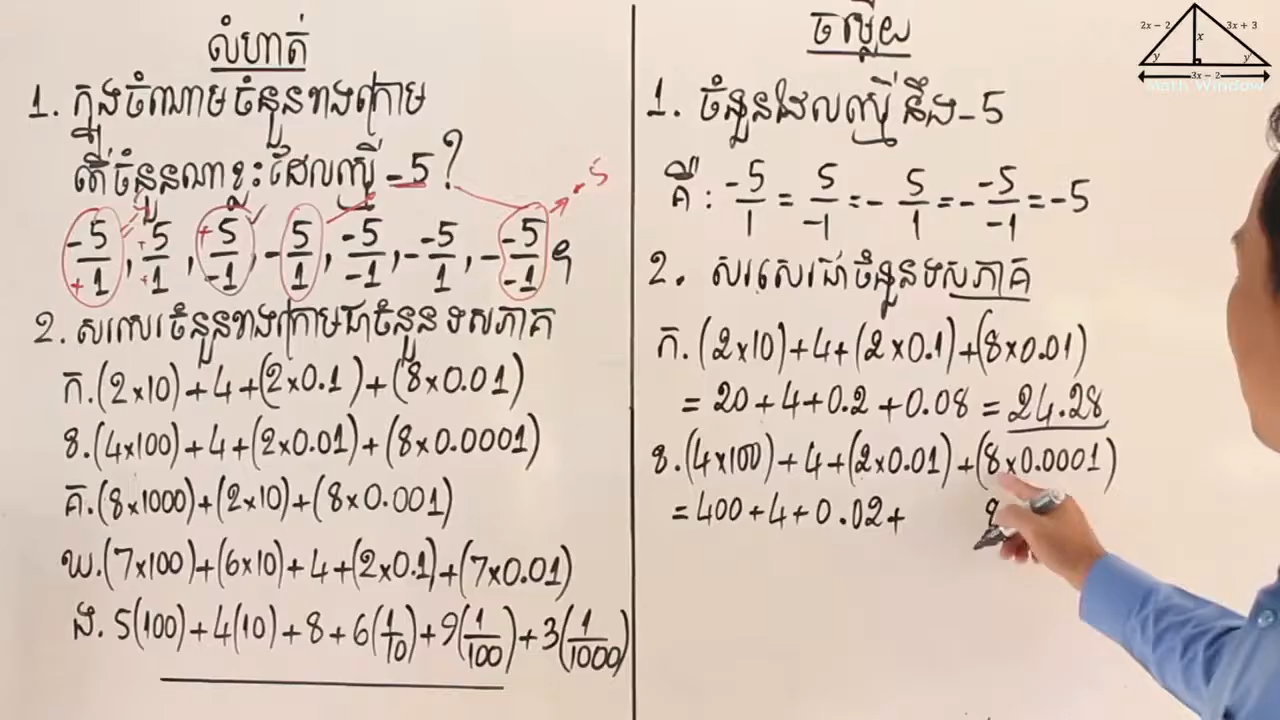 លំហាត់
1. ក្នុងចំណោមចំនួនខាងក្រោម
តើចំនួនណាខ្លះដែលស្មើ -5?
-5/+1, +5/+1, +5/-1, -5/1, -5/-1, --5/1, --5/-1 ។
-5
2. សរសេរចំនួនខាងក្រោមជាចំនួនទសភាគ
ក.(2×10)+4+(2×0.1)+(8×0.01)
ខ.(4×100)+4+(2×0.01)+(8×0.0001)
គ.(8×1000)+(2×10)+(8×0.001)
ឃ.(7×100)+(6×10)+4+(2×0.1)+(7×0.01)
ង. 5(100)+4(10)+8+6(1/10)+9(1/100)+3(1/1000)
ចម្លើយ
1. ចំនួនដែលស្មើនឹង-5
គឺ: -5/1 = 5/-1 = -5/1 = --5/-1 = -5
2. សរសេរជាចំនួនទសភាគ
ក.(2×10)+4+(2×0.1)+(8×0.01)
= 20+4+0.2+0.08 = 24.28
ខ.(4×100)+4+(2×0.01)+(8×0.0001)
=400+4+0.02+ 8
2x-2
3x+3
x
y
y
3x-2
Math Window